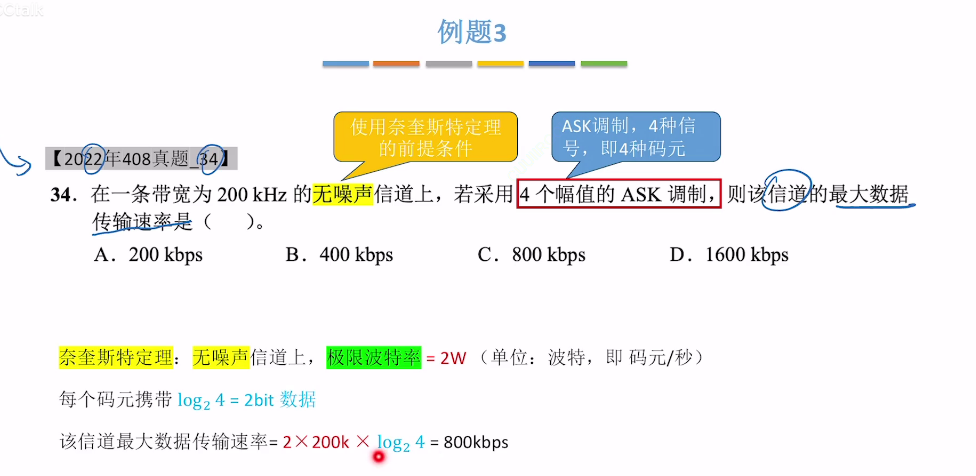 例题3
使用奈奎斯特定理
的前提条件
ASK调制，4种信
号，即4种码元
【2022年408真题_34】
34．在一条带宽为 200 kHz 的无噪声信道上，若采用 4 个幅值的 ASK 调制，则该信道的最大数据
传输速率是（　　）。
A．200 kbps　　B．400 kbps　　C．800 kbps　　D．1600 kbps
奈奎斯特定理：无噪声信道上，极限波特率 = 2W （单位：波特，即 码元/秒）
每个码元携带 log₂ 4 = 2bit 数据
该信道最大数据传输速率= 2×200k × log₂ 4 = 800kbps